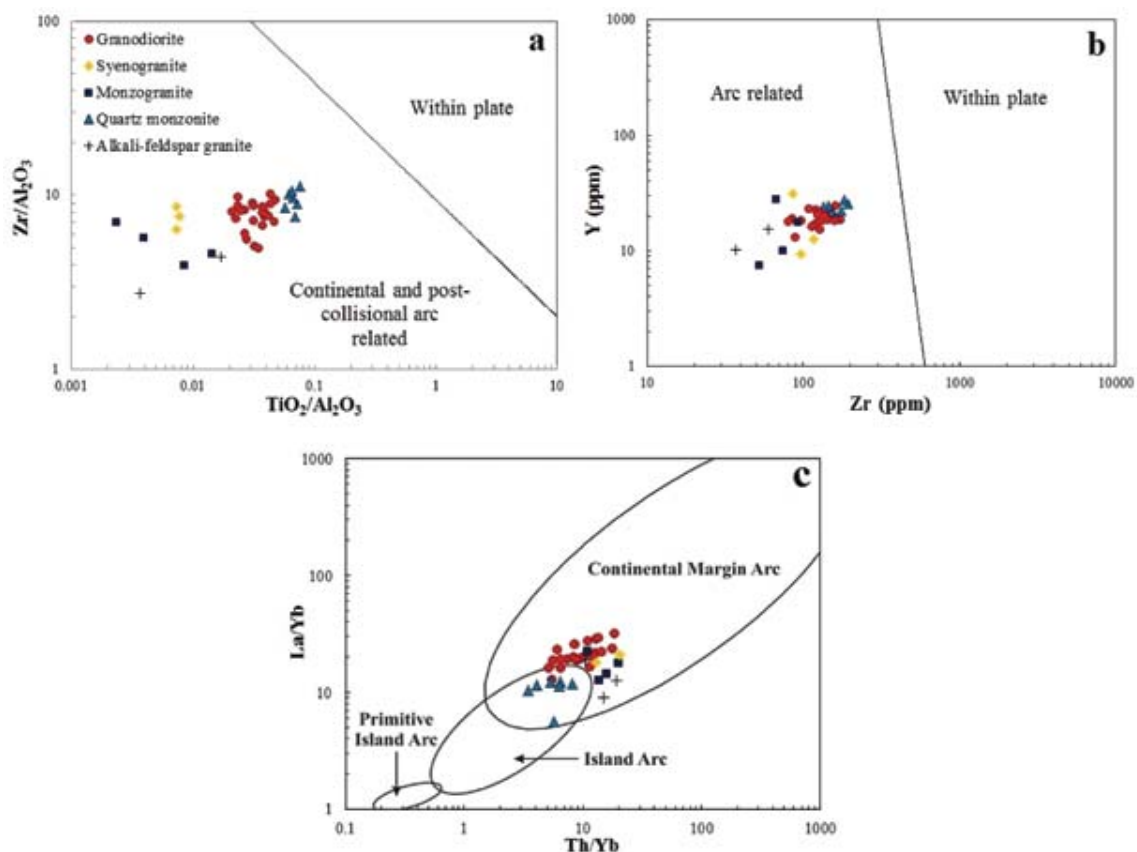 a
100
10
1
Zr/Al₂O₃
Granodiorite
Syenogranite
Monzogranite
Quartz monzonite
Alkali-feldspar granite
Within plate
Continental and post-
collisional arc
related
0.001 0.01 0.1 1 10
TiO₂/Al₂O₃
b
1000
100
10
1
Y (ppm)
Arc related
Within plate
10 100 1000 10000
Zr (ppm)
c
1000
100
10
1
La/Yb
Continental Margin Arc
Primitive
Island Arc
Island Arc
0.1 1 10 100 1000
Th/Yb